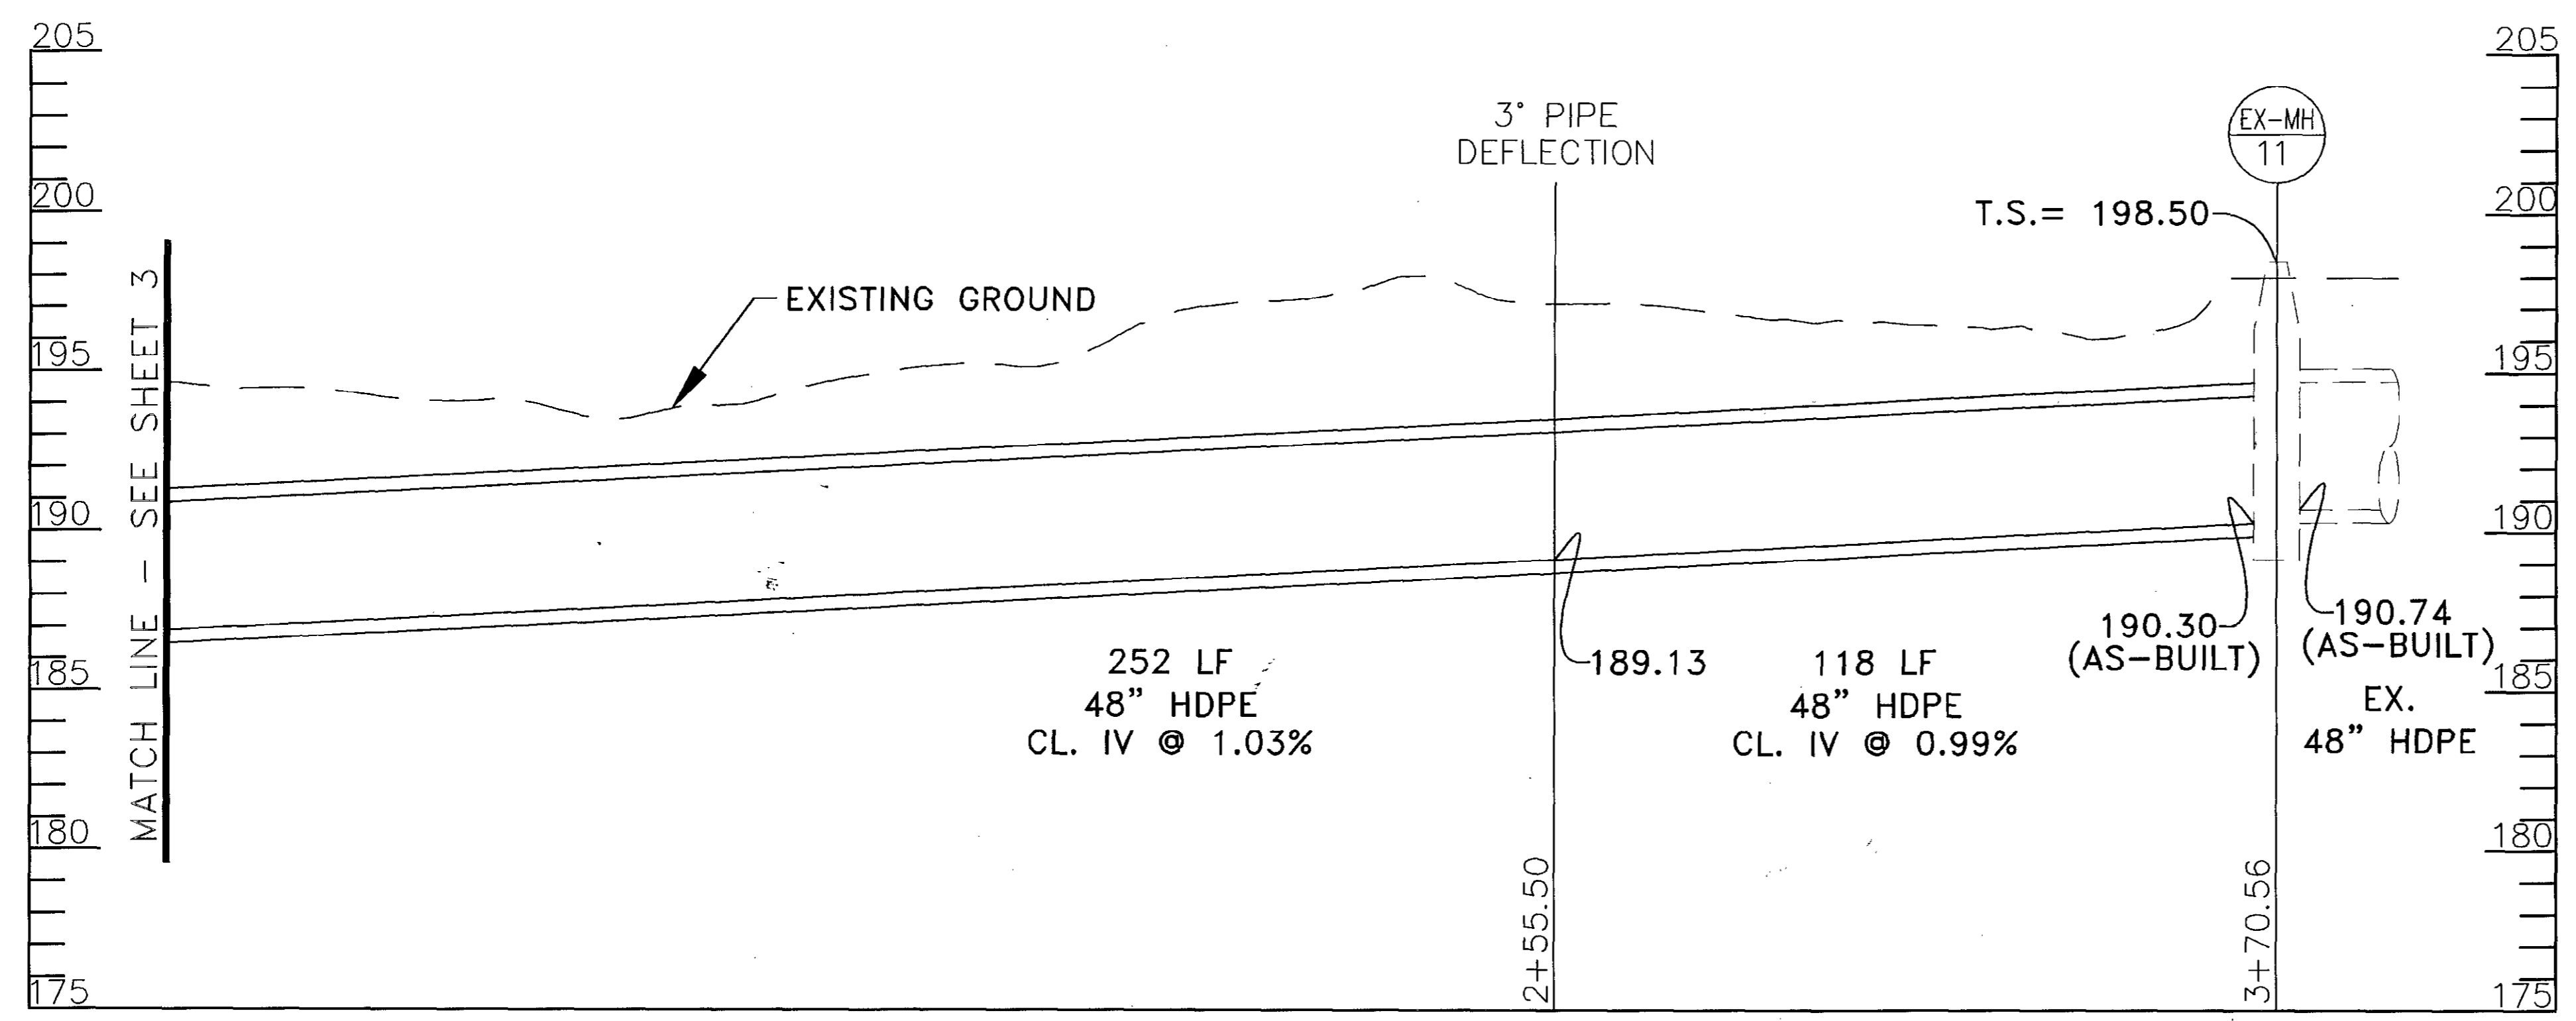 205
200
195
190
185
180
175
MATCH LINE – SEE SHEET 3
EXISTING GROUND
3° PIPE
DEFLECTION
EX-MH
11
T.S.= 198.50
252 LF
48" HDPE
CL. IV @ 1.03%
189.13
118 LF
48" HDPE
CL. IV @ 0.99%
190.30
(AS-BUILT)
190.74
(AS-BUILT)
EX.
48" HDPE
2+55.50
3+70.56
205
200
195
190
185
180
175